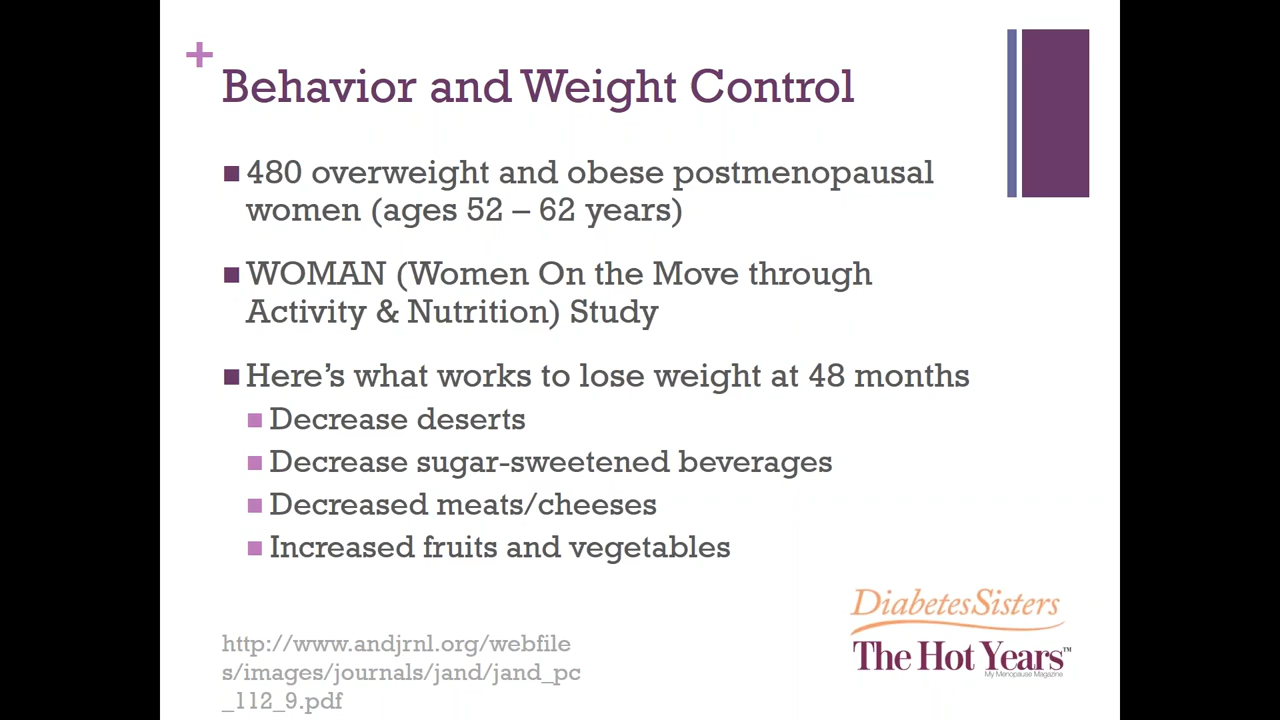 +
Behavior and Weight Control
480 overweight and obese postmenopausal
women (ages 52 – 62 years)
WOMAN (Women On the Move through
Activity & Nutrition) Study
Here's what works to lose weight at 48 months
Decrease deserts
Decrease sugar-sweetened beverages
Decreased meats/cheeses
Increased fruits and vegetables
http://www.andjrnl.org/webfile
s/images/journals/jand/jand_pc
_112_9.pdf
DiabetesSisters
The Hot Years™
My Menopause Magazine